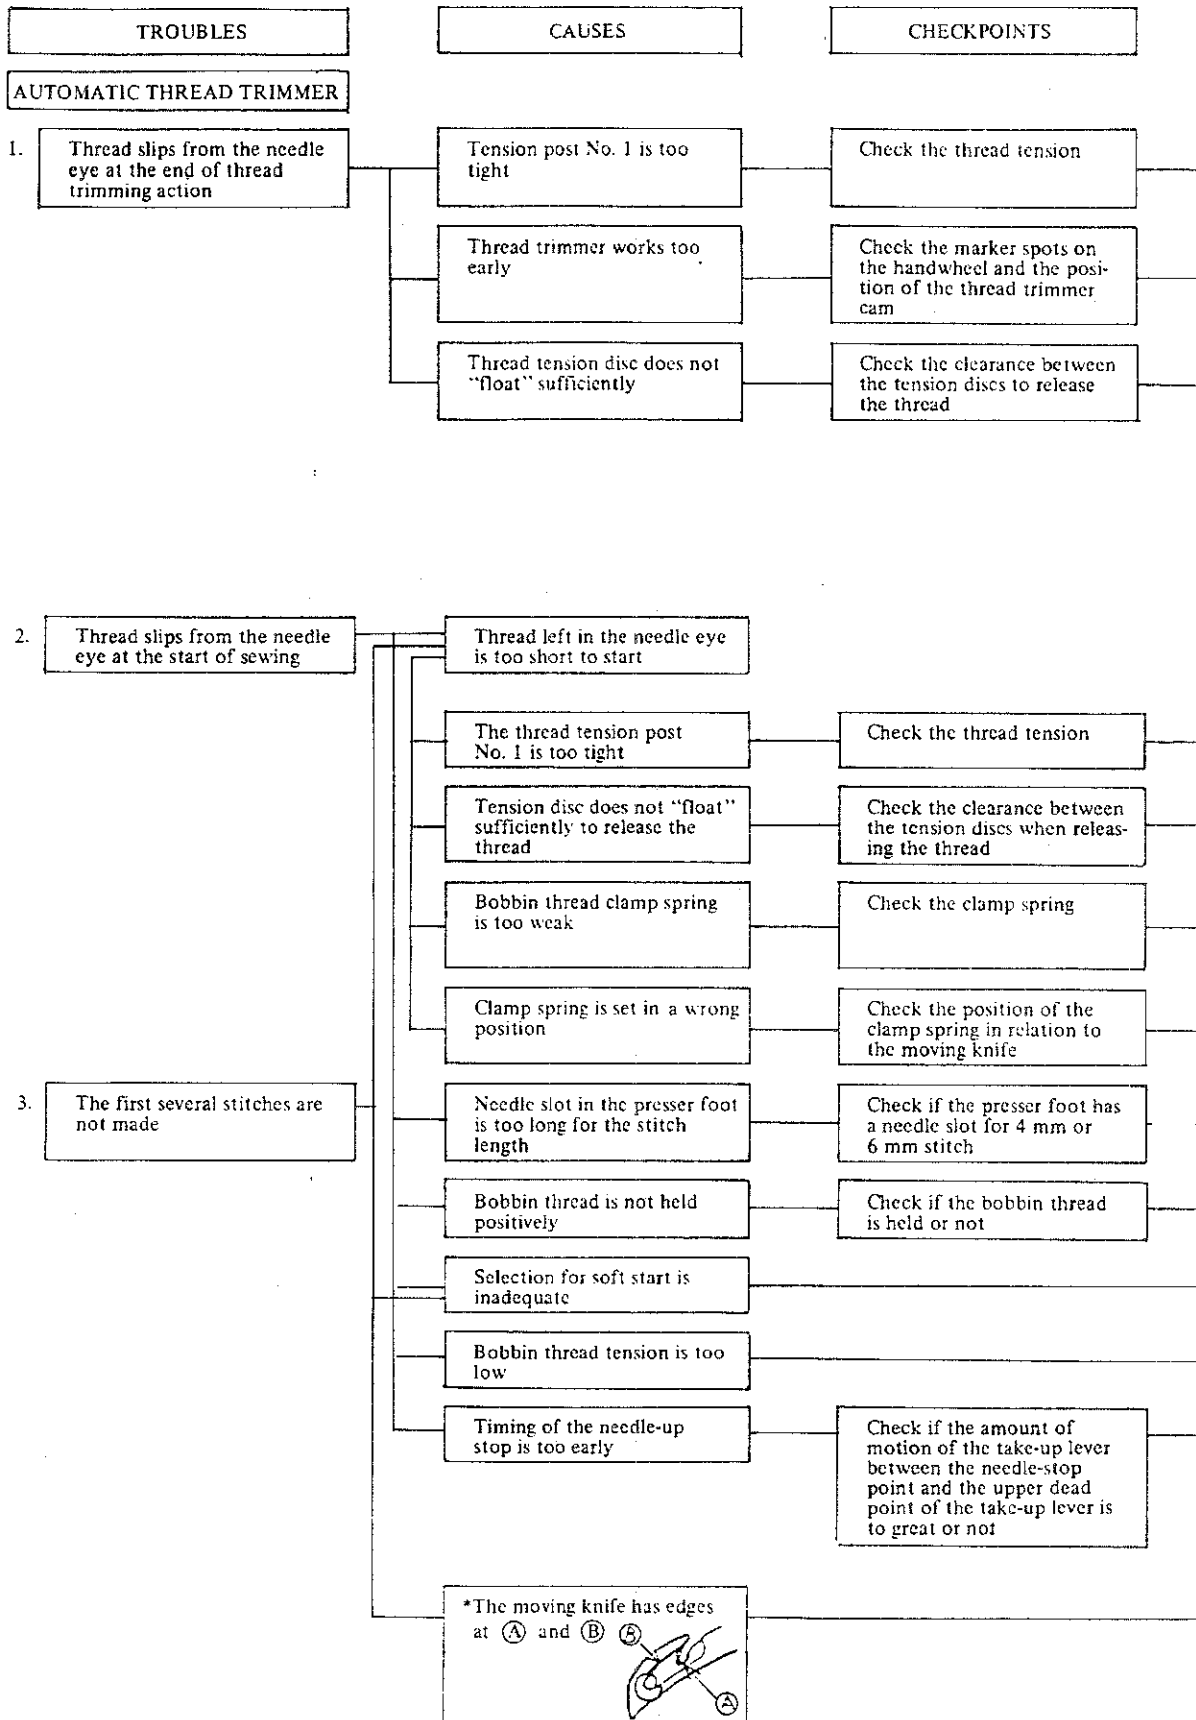 TROUBLES
CAUSES
CHECKPOINTS
AUTOMATIC THREAD TRIMMER
1.
Thread slips from the needle
eye at the end of thread
trimming action
Tension post No. 1 is too
tight
Check the thread tension
Thread trimmer works too
early
Check the marker spots on
the handwheel and the posi-
tion of the thread trimmer
cam
Thread tension disc does not
"float" sufficiently
Check the clearance between
the tension discs to release
the thread
2.
Thread slips from the needle
eye at the start of sewing
Thread left in the needle eye
is too short to start
The thread tension post
No. 1 is too tight
Check the thread tension
Tension disc does not "float"
sufficiently to release the
thread
Check the clearance between
the tension discs when releas-
ing the thread
Bobbin thread clamp spring
is too weak
Check the clamp spring
Clamp spring is set in a wrong
position
Check the position of the
clamp spring in relation to
the moving knife
3.
The first several stitches are
not made
Needle slot in the presser foot
is too long for the stitch
length
Check if the presser foot has
a needle slot for 4 mm or
6 mm stitch
Bobbin thread is not held
positively
Check if the bobbin thread
is held or not
Selection for soft start is
inadequate
Bobbin thread tension is too
low
Timing of the needle-up
stop is too early
Check if the amount of
motion of the take-up lever
between the needle-stop
point and the upper dead
point of the take-up lever is
to great or not
*The moving knife has edges
at Ⓐ and Ⓑ Ⓑ
Ⓐ